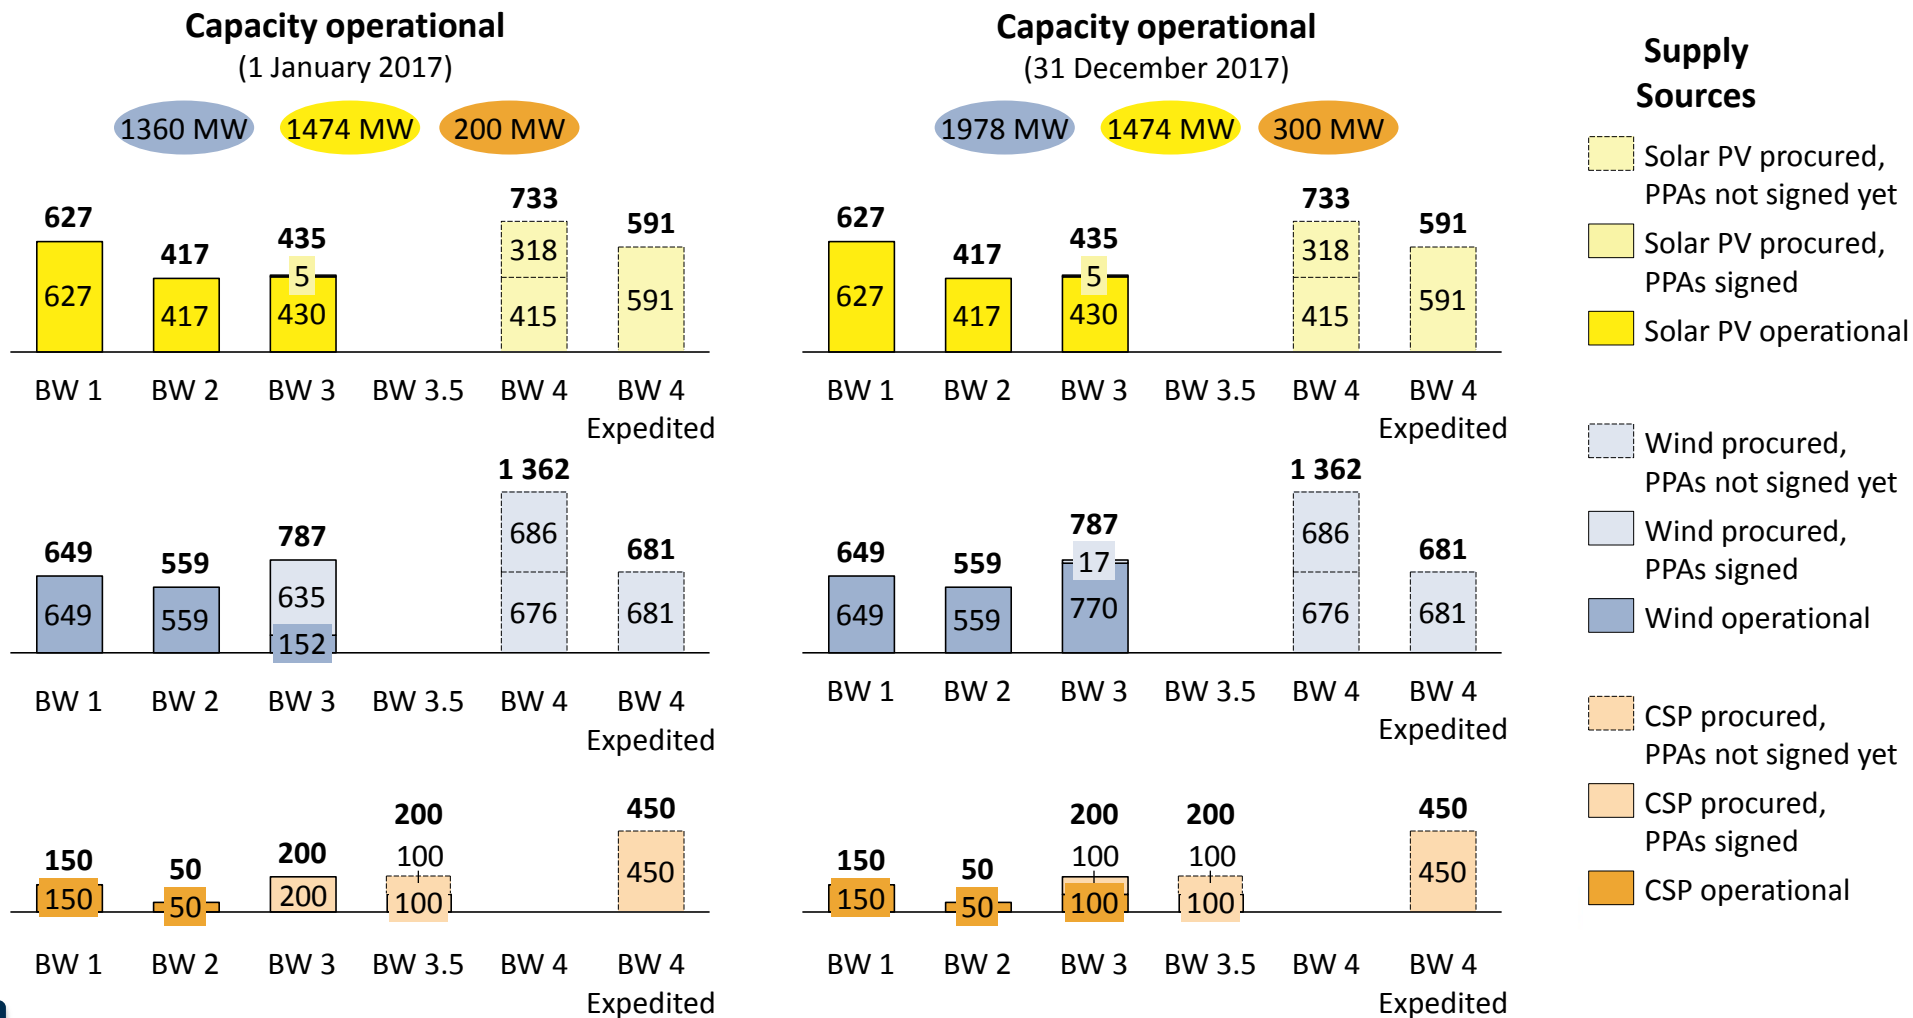 Capacity operational
(1 January 2017)
1360 MW 1474 MW 200 MW
627 417 435 733 591
627 417 5 430 318 415 591
BW 1 BW 2 BW 3 BW 3.5 BW 4 BW 4
Expedited
649 559 787 1 362 681
649 559 635 152 686 676 681
BW 1 BW 2 BW 3 BW 3.5 BW 4 BW 4
Expedited
150 50 200 200 450
150 50 200 100 100 450
BW 1 BW 2 BW 3 BW 3.5 BW 4 BW 4
Expedited
Capacity operational
(31 December 2017)
1978 MW 1474 MW 300 MW
627 417 435 733 591
627 417 5 430 318 415 591
BW 1 BW 2 BW 3 BW 3.5 BW 4 BW 4
Expedited
649 559 787 1 362 681
649 559 17 770 686 676 681
BW 1 BW 2 BW 3 BW 3.5 BW 4 BW 4
Expedited
150 50 200 200 450
150 50 100 100 100 100 450
BW 1 BW 2 BW 3 BW 3.5 BW 4 BW 4
Expedited
Supply
Sources
Solar PV procured,
PPAs not signed yet
Solar PV procured,
PPAs signed
Solar PV operational
Wind procured,
PPAs not signed yet
Wind procured,
PPAs signed
Wind operational
CSP procured,
PPAs not signed yet
CSP procured,
PPAs signed
CSP operational